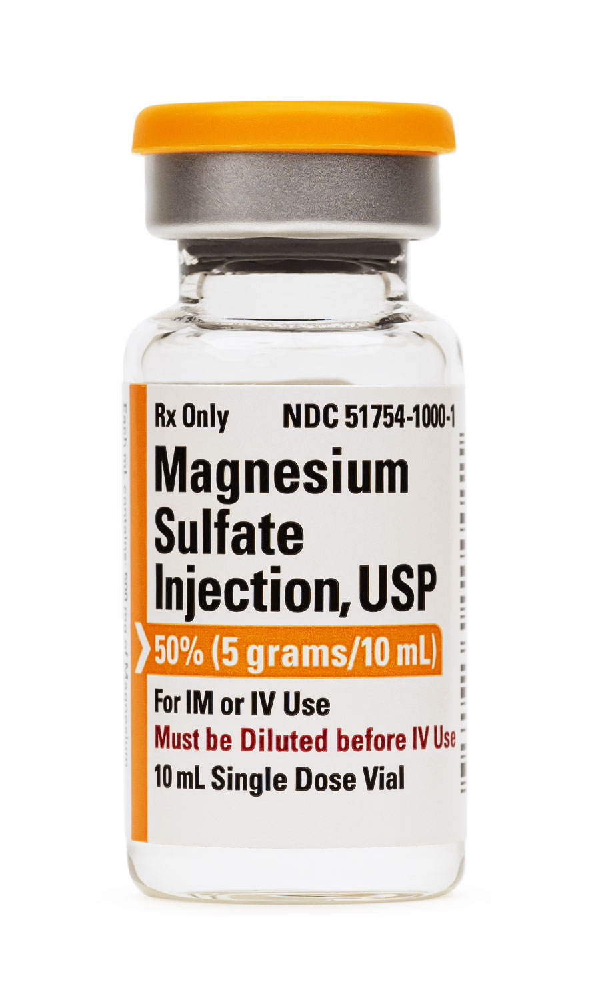 Rx Only NDC 51754-1000-1
Magnesium
Sulfate
Injection, USP
50% (5 grams/10 mL)
For IM or IV Use
Must be Diluted before IV Use
10 mL Single Dose Vial
Each mL contains: 500 mg of Magnesium